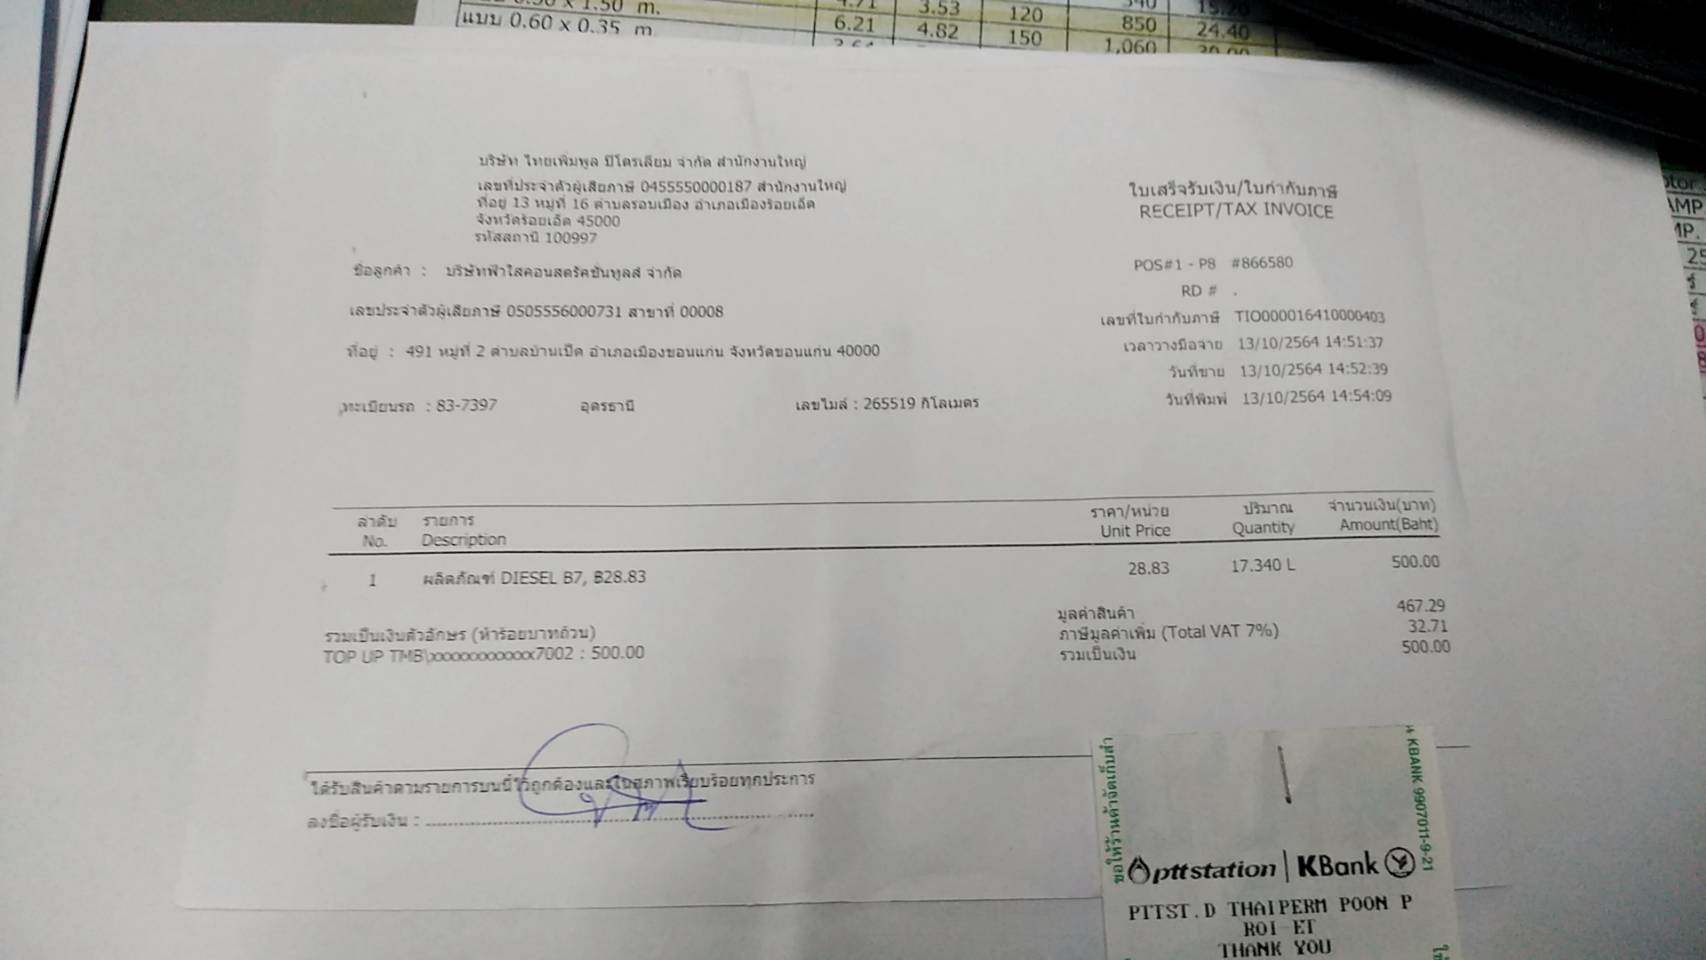 x 1.50 m.
3.53
120
แบบ 0.60 x 0.35 m.
6.21
4.82
150
850
24.40
1,060
บริษัท ไทยเพิ่มพูล ปิโตรเลียม จำกัด สำนักงานใหญ่
เลขที่ประจำตัวผู้เสียภาษี 0455550000187 สำนักงานใหญ่
ที่อยู่ 13 หมู่ที่ 16 ตำบลรอบเมือง อำเภอเมืองร้อยเอ็ด
จังหวัดร้อยเอ็ด 45000
รหัสสถานี 100997
ใบเสร็จรับเงิน/ใบกำกับภาษี
RECEIPT/TAX INVOICE
ชื่อลูกค้า : บริษัทฟ้าใสคอนสตรัคชั่นทูลส์ จำกัด
POS#1 - P8 #866580
RD # .
เลขประจำตัวผู้เสียภาษี 0505556000731 สาขาที่ 00008
เลขที่ใบกำกับภาษี TIO000016410000403
ที่อยู่ : 491 หมู่ที่ 2 ตำบลบ้านเป็ด อำเภอเมืองขอนแก่น จังหวัดขอนแก่น 40000
เวลาวางมือจ่าย 13/10/2564 14:51:37
วันที่ขาย 13/10/2564 14:52:39
ทะเบียนรถ : 83-7397 อุดรธานี เลขไมล์ : 265519 กิโลเมตร
วันที่พิมพ์ 13/10/2564 14:54:09
ลำดับ รายการ ราคา/หน่วย ปริมาณ จำนวนเงิน(บาท)
No. Description Unit Price Quantity Amount(Baht)
1 ผลิตภัณฑ์ DIESEL B7, ฿28.83 28.83 17.340 L 500.00
มูลค่าสินค้า 467.29
รวมเป็นเงินตัวอักษร (ห้าร้อยบาทถ้วน)
ภาษีมูลค่าเพิ่ม (Total VAT 7%) 32.71
TOP UP TMB\xxxxxxxxxxxx7002 : 500.00
รวมเป็นเงิน 500.00
ได้รับสินค้าตามรายการบนนี้ไว้ถูกต้องและในสภาพเรียบร้อยทุกประการ
ลงชื่อผู้รับเงิน :
KBANK 9907011-9-21
pttstation | KBank
PTTST.D THAIPERM POON P
ROI ET
THANK YOU